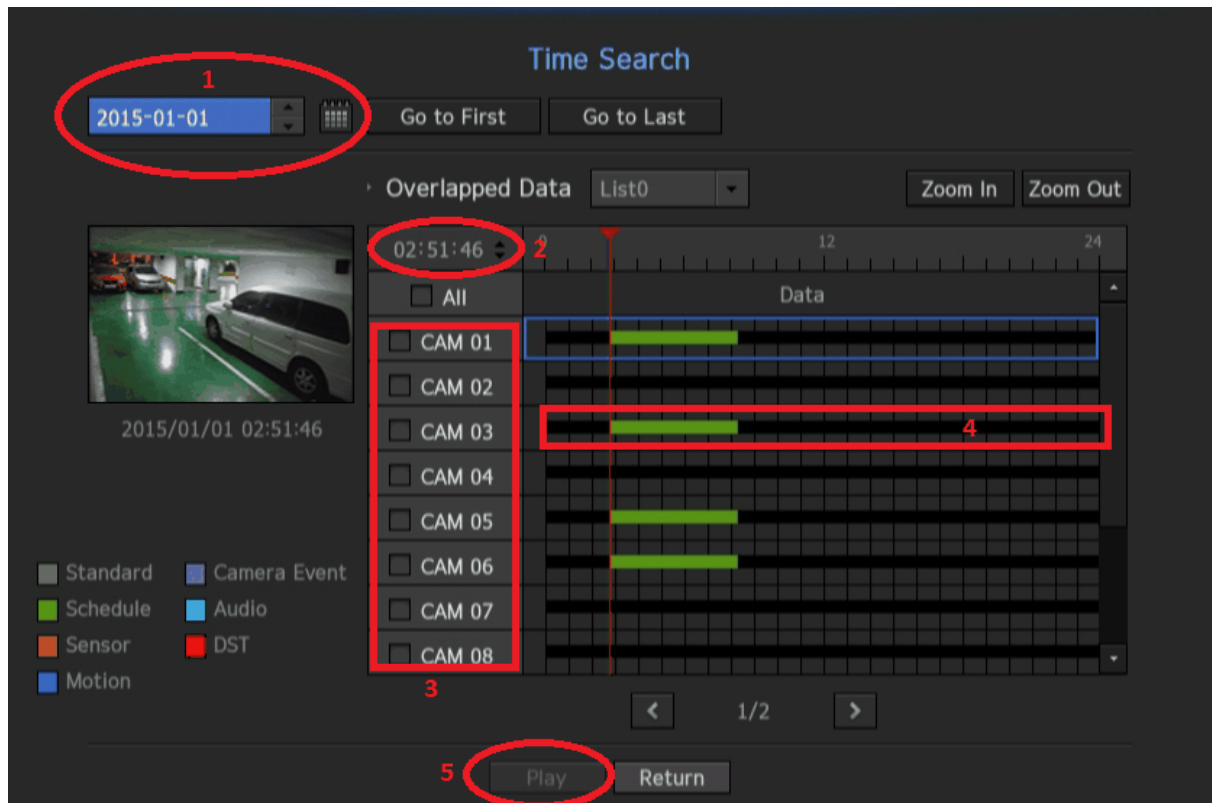 Time Search
1
2015-01-01 Go to First Go to Last
Overlapped Data List0 Zoom In Zoom Out
02:51:46 2 0 12 24
All Data
CAM 01
CAM 02
2015/01/01 02:51:46
CAM 03 4
CAM 04
CAM 05
CAM 06
CAM 07
CAM 08
Standard Camera Event
Schedule Audio
Sensor DST
Motion
3
< 1/2 >
5 Play Return